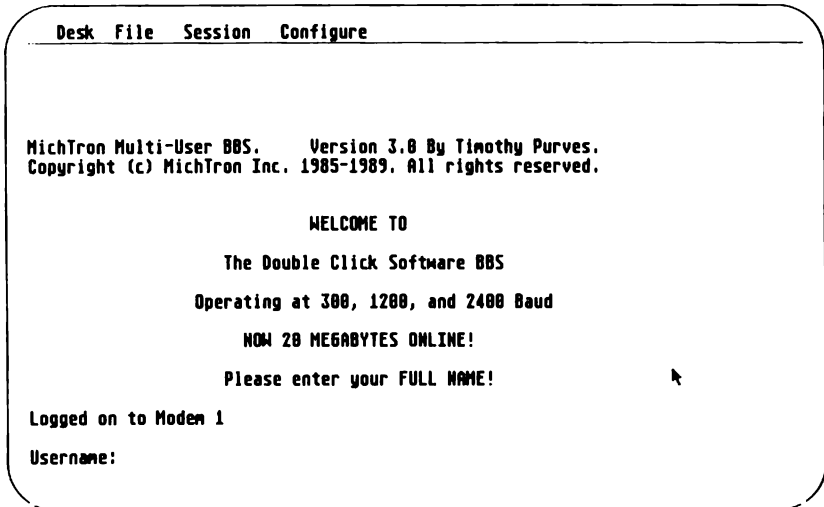 Desk File Session Configure
MichTron Multi-User BBS. Version 3.0 By Timothy Purves.
Copyright (c) MichTron Inc. 1985-1989. All rights reserved.
WELCOME TO
The Double Click Software BBS
Operating at 300, 1200, and 2400 Baud
NOW 20 MEGABYTES ONLINE!
Please enter your FULL NAME!
Logged on to Modem 1
Username: